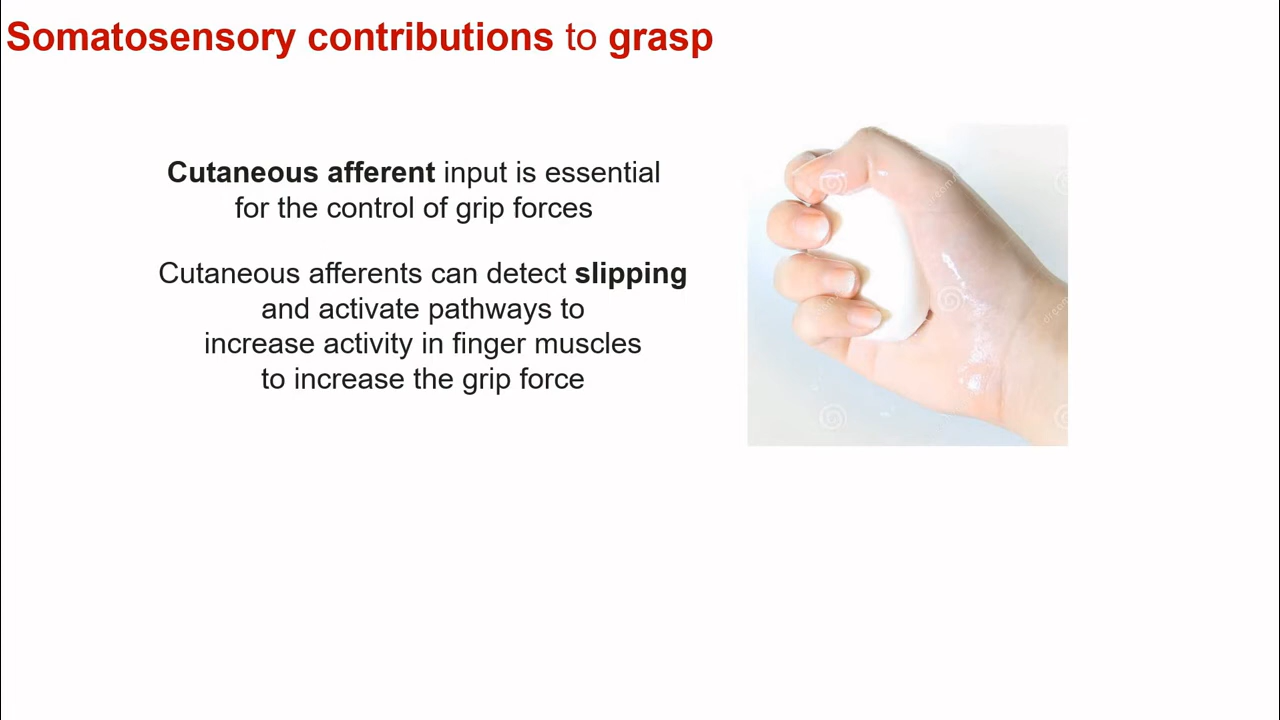 Somatosensory contributions to grasp
Cutaneous afferent input is essential
for the control of grip forces
Cutaneous afferents can detect slipping
and activate pathways to
increase activity in finger muscles
to increase the grip force